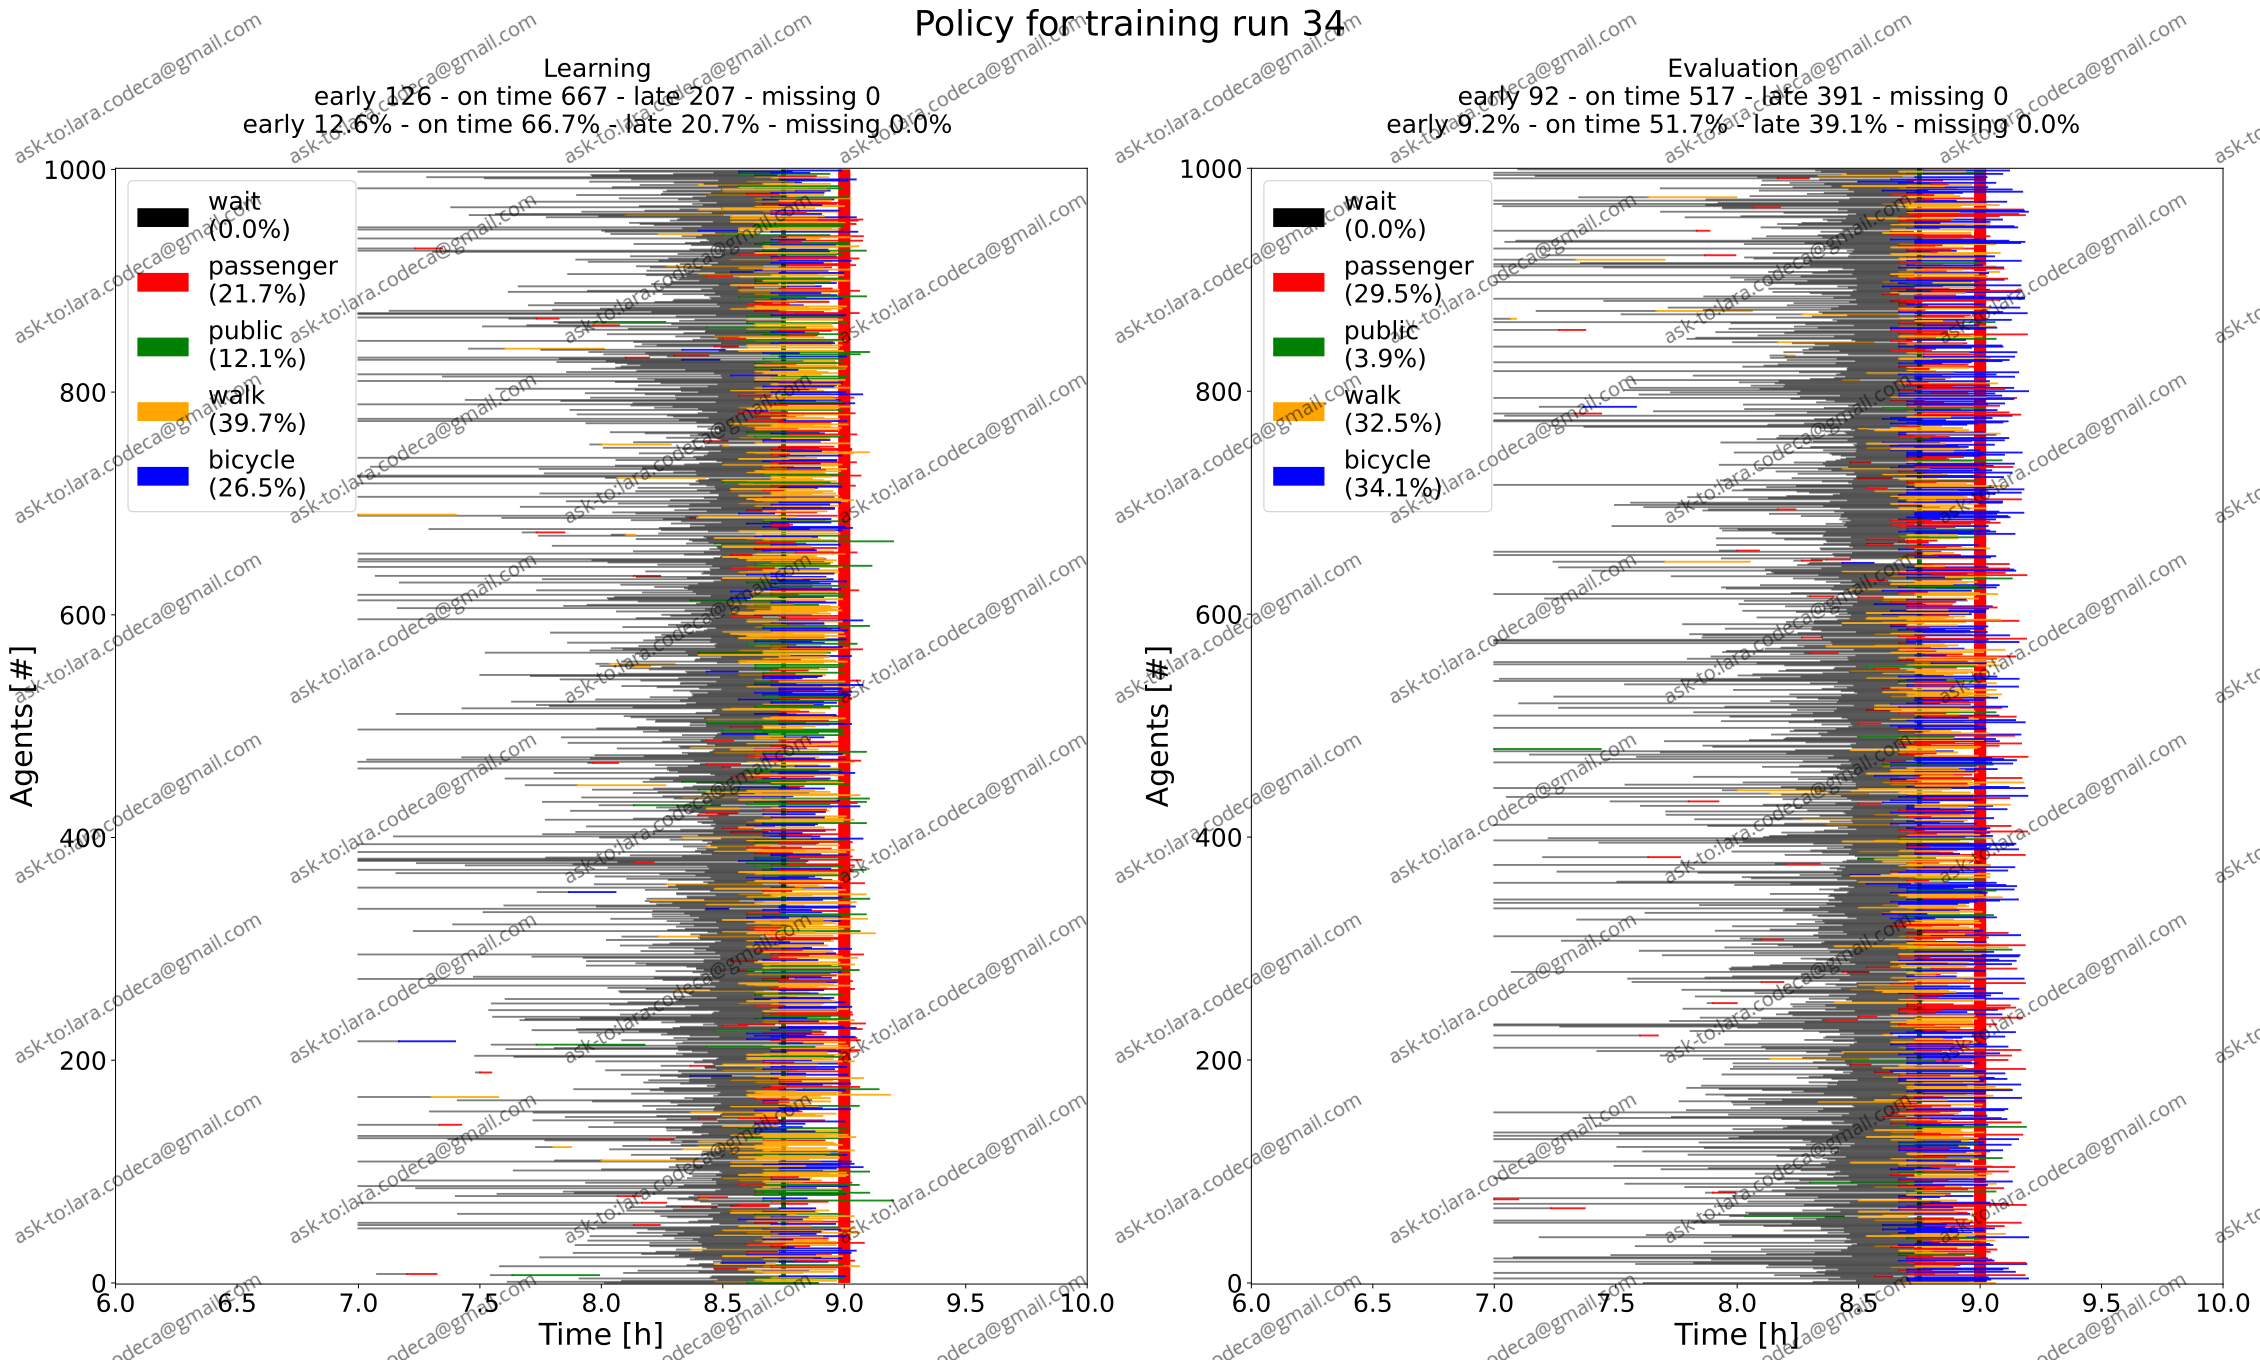 Policy for training run 34
Learning
early 126 - on time 667 - late 207 - missing 0
early 12.6% - on time 66.7% - late 20.7% - missing 0.0%
Evaluation
early 92 - on time 517 - late 391 - missing 0
early 9.2% - on time 51.7% - late 39.1% - missing 0.0%
wait
(0.0%)
passenger
(21.7%)
public
(12.1%)
walk
(39.7%)
bicycle
(26.5%)
1000
800
600
400
200
0
Agents [#]
6.0 6.5 7.0 7.5 8.0 8.5 9.0 9.5 10.0
Time [h]
wait
(0.0%)
passenger
(29.5%)
public
(3.9%)
walk
(32.5%)
bicycle
(34.1%)
1000
800
600
400
200
0
Agents [#]
6.0 6.5 7.0 7.5 8.0 8.5 9.0 9.5 10.0
Time [h]
ask-to:lara.codeca@gmail.com